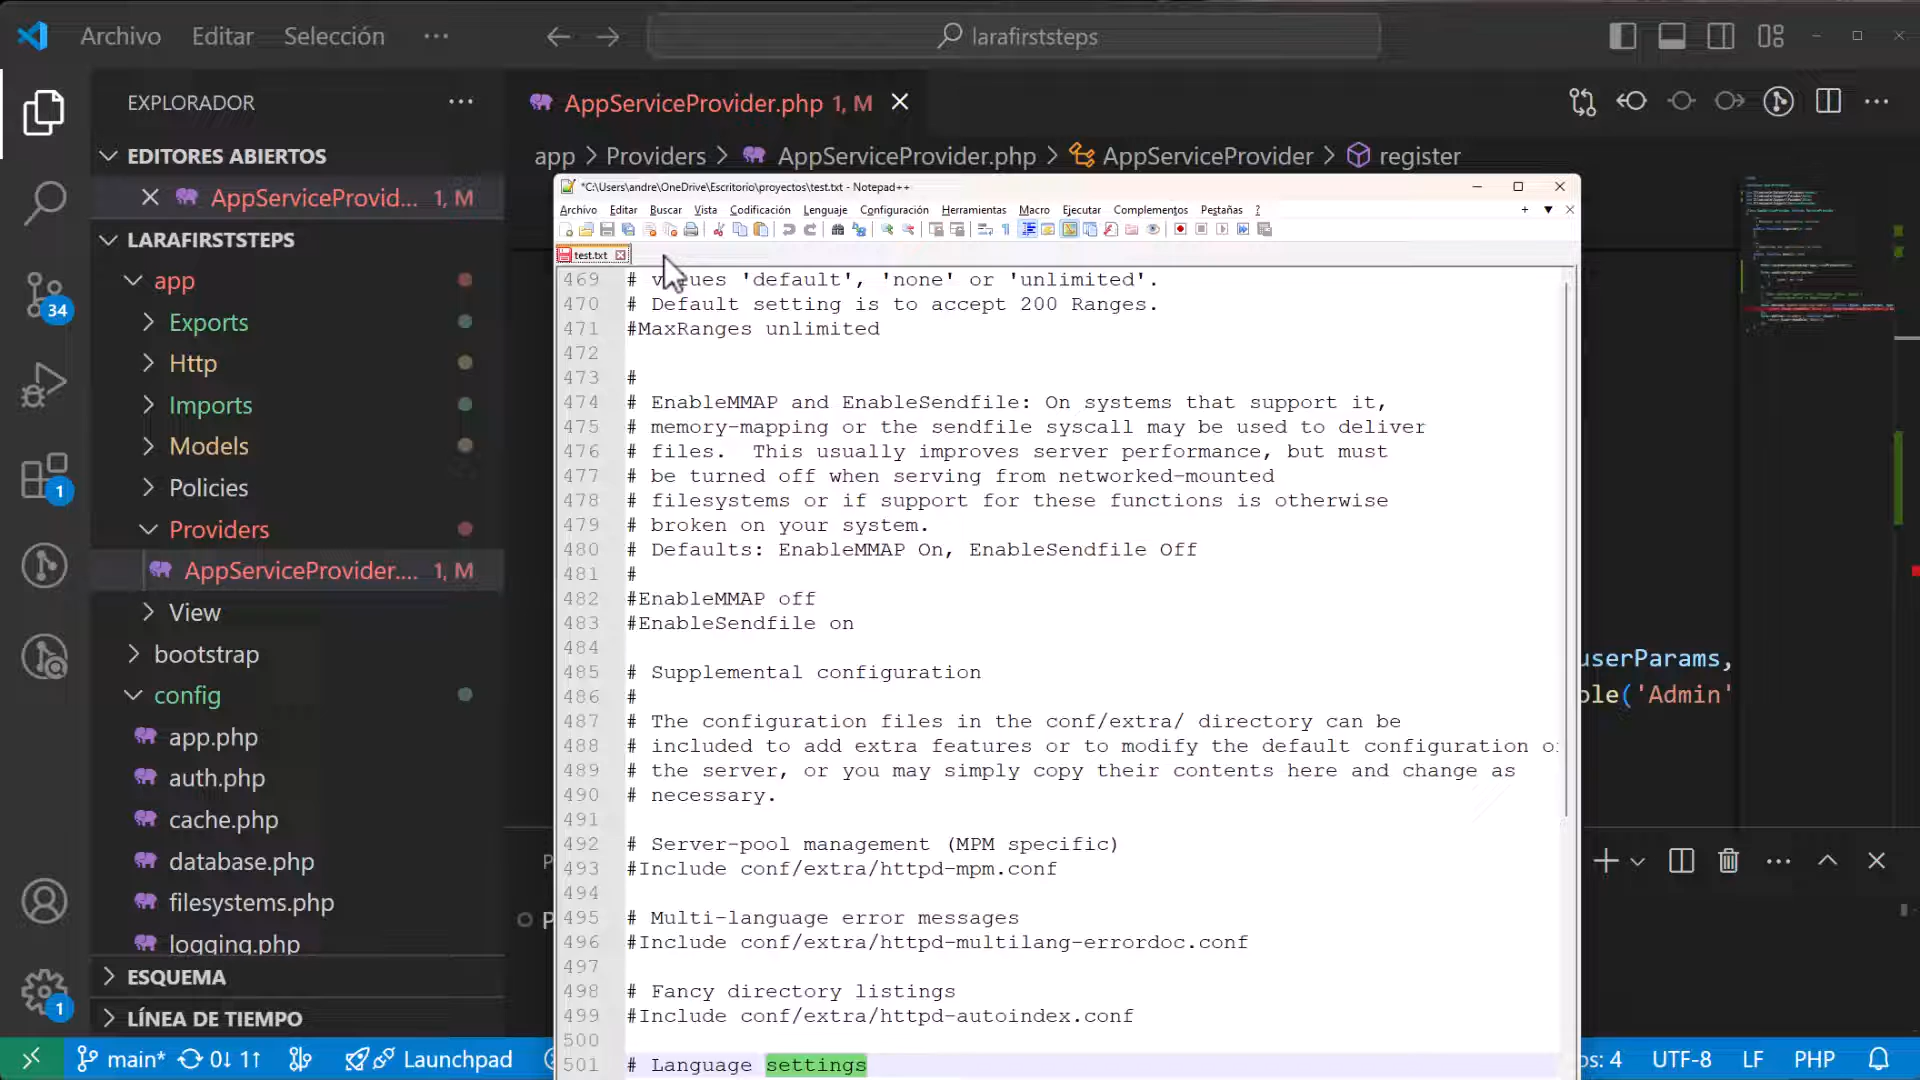 Archivo Editar Selección ··· larafirststeps
EXPLORADOR ···
EDITORES ABIERTOS
AppServiceProvid... 1, M
LARAFIRSTSTEPS
app
Exports
Http
Imports
Models
Policies
Providers
AppServiceProvider.... 1, M
View
bootstrap
config
app.php
auth.php
cache.php
database.php
filesystems.php
logging.php
ESQUEMA
LÍNEA DE TIEMPO
34
1
1
AppServiceProvider.php 1, M
app > Providers > AppServiceProvider.php > AppServiceProvider > register
*C:\Users\andre\OneDrive\Escritorio\proyectos\test.txt - Notepad++
Archivo Editar Buscar Vista Codificación Lenguaje Configuración Herramientas Macro Ejecutar Complementos Pestañas ?
test.txt
469 # values 'default', 'none' or 'unlimited'.
470 # Default setting is to accept 200 Ranges.
471 #MaxRanges unlimited
472
473 #
474 # EnableMMAP and EnableSendfile: On systems that support it,
475 # memory-mapping or the sendfile syscall may be used to deliver
476 # files.  This usually improves server performance, but must
477 # be turned off when serving from networked-mounted
478 # filesystems or if support for these functions is otherwise
479 # broken on your system.
480 # Defaults: EnableMMAP On, EnableSendfile Off
481 #
482 #EnableMMAP off
483 #EnableSendfile on
484
485 # Supplemental configuration
486 #
487 # The configuration files in the conf/extra/ directory can be
488 # included to add extra features or to modify the default configuration o
489 # the server, or you may simply copy their contents here and change as
490 # necessary.
491
492 # Server-pool management (MPM specific)
493 #Include conf/extra/httpd-mpm.conf
494
495 # Multi-language error messages
496 #Include conf/extra/httpd-multilang-errordoc.conf
497
498 # Fancy directory listings
499 #Include conf/extra/httpd-autoindex.conf
500
501 # Language settings
userParams,
ole('Admin'
P
P
main* 0↓ 1↑ Launchpad
os: 4 UTF-8 LF PHP